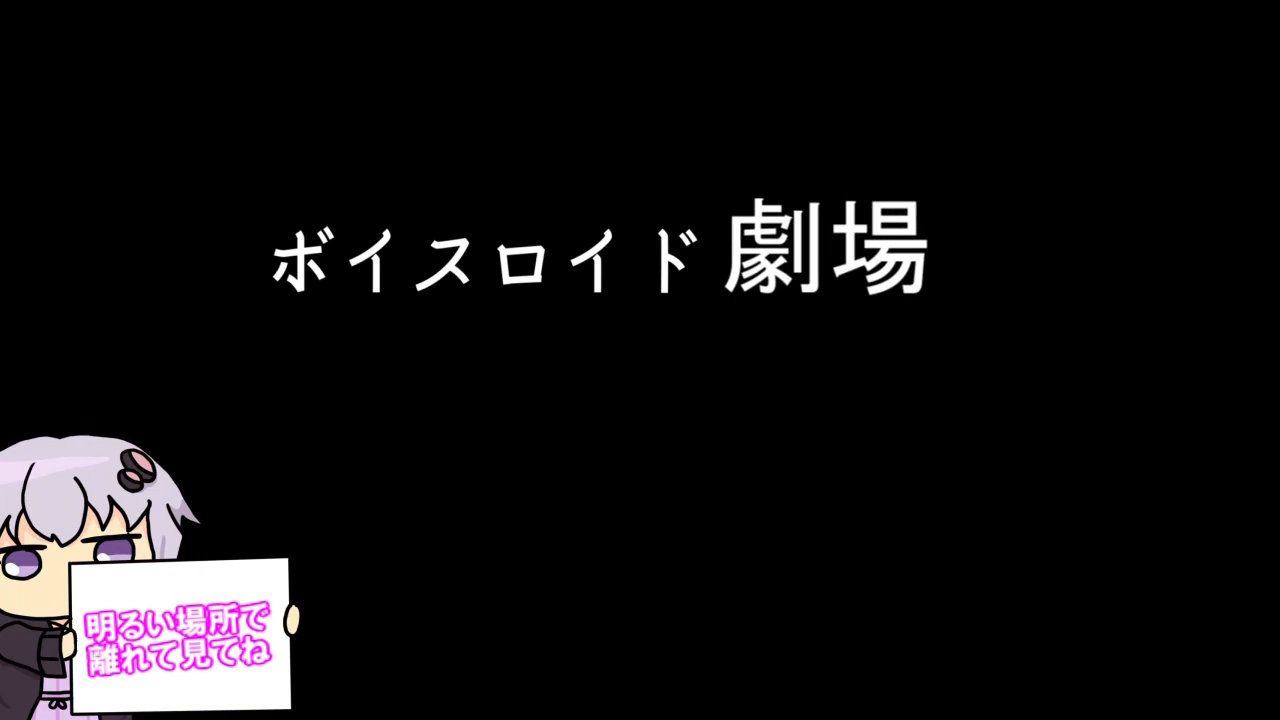 ボイスロイド劇場
明るい場所で
離れて見てね